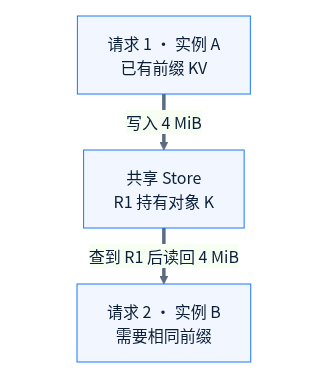 请求 1 · 实例 A
已有前缀 KV
写入 4 MiB
共享 Store
R1 持有对象 K
查到 R1 后读回 4 MiB
请求 2 · 实例 B
需要相同前缀